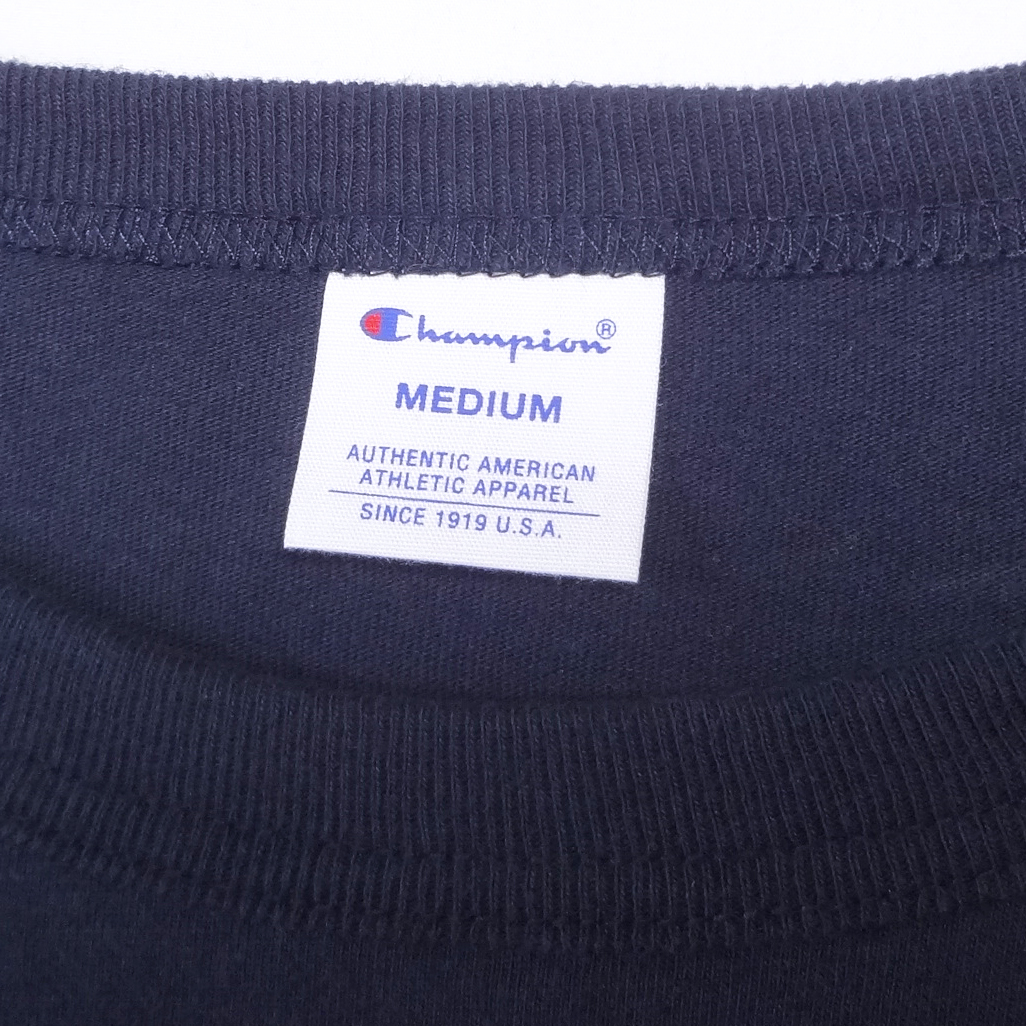 Champion®
MEDIUM
AUTHENTIC AMERICAN
ATHLETIC APPAREL
SINCE 1919 U.S.A.